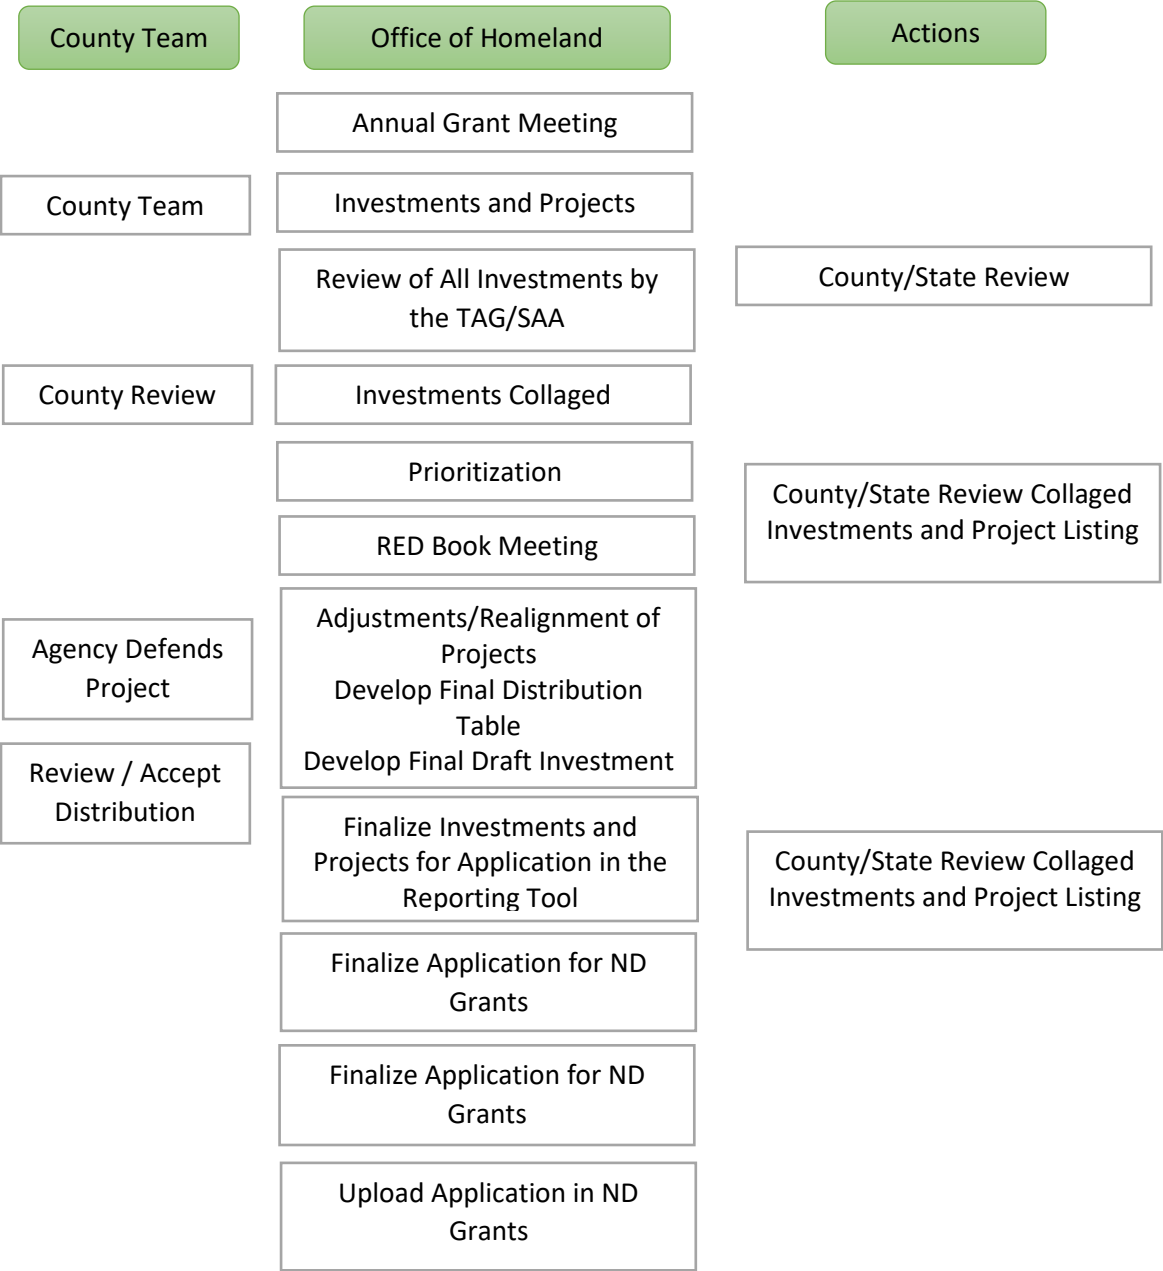 County Team
Office of Homeland
Actions
Annual Grant Meeting
County Team
Investments and Projects
Review of All Investments by
the TAG/SAA
County/State Review
County Review
Investments Collaged
Prioritization
County/State Review Collaged
Investments and Project Listing
RED Book Meeting
Agency Defends
Project
Adjustments/Realignment of
Projects
Develop Final Distribution
Table
Develop Final Draft Investment
Review / Accept
Distribution
Finalize Investments and
Projects for Application in the
Reporting Tool
County/State Review Collaged
Investments and Project Listing
Finalize Application for ND
Grants
Finalize Application for ND
Grants
Upload Application in ND
Grants